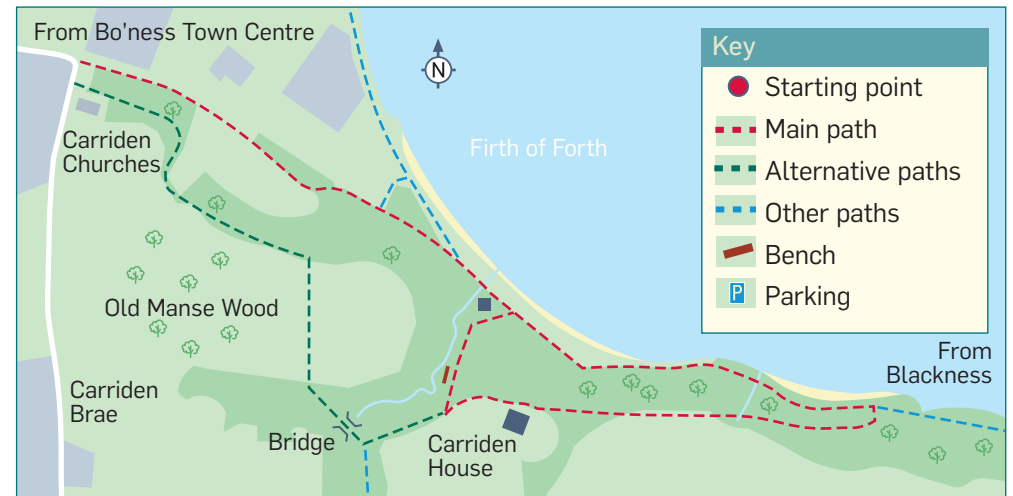 From Bo'ness Town Centre
N
Key
Starting point
Main path
Alternative paths
Other paths
Bench
P
Parking
Carriden
Churches
Firth of Forth
Old Manse Wood
From
Blackness
Carriden
Brae
Bridge
Carriden
House